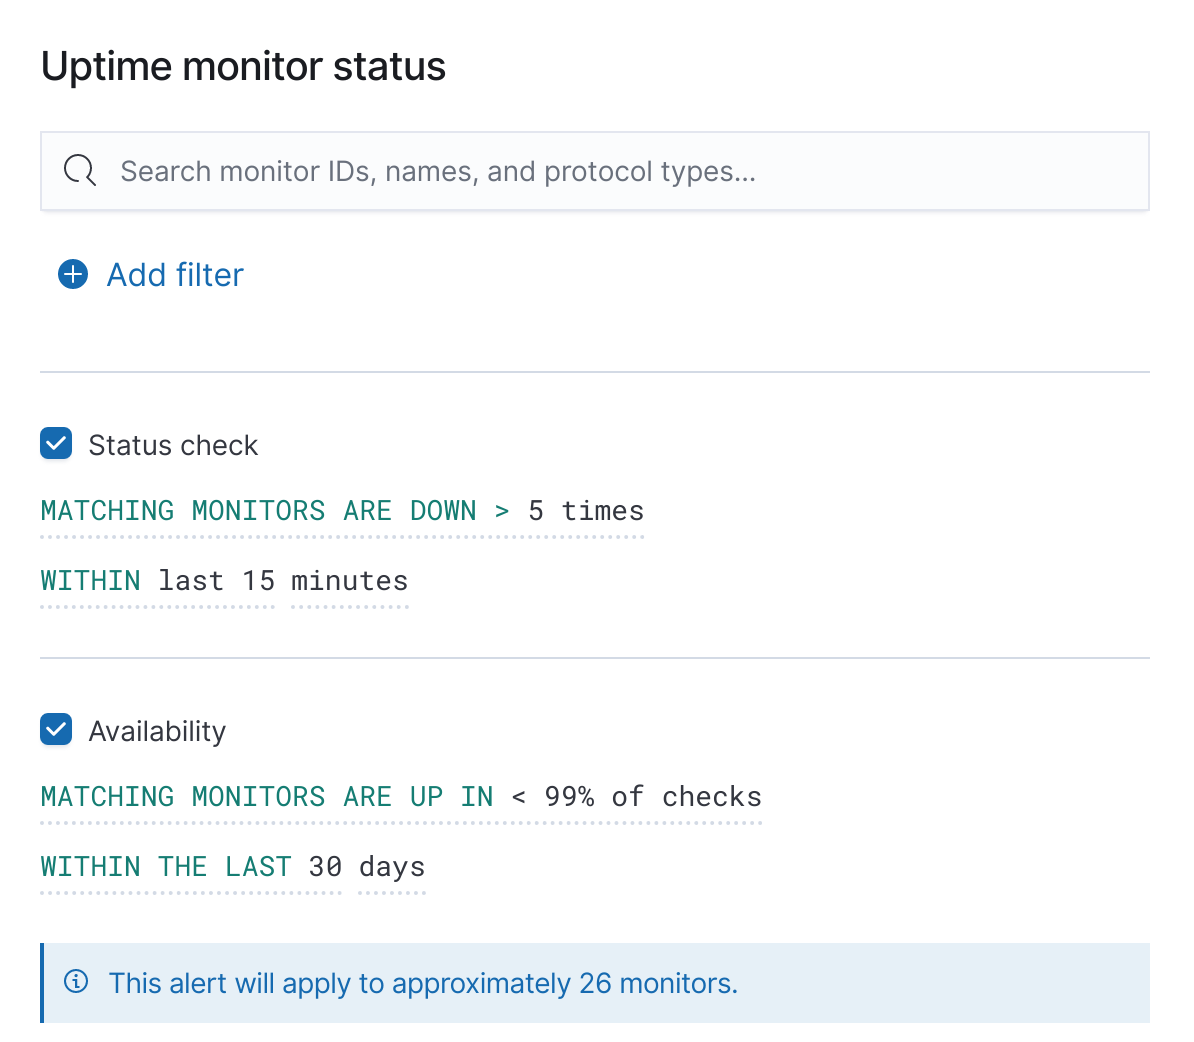 Uptime monitor status
Search monitor IDs, names, and protocol types...
Add filter
Status check
MATCHING MONITORS ARE DOWN > 5 times
WITHIN last 15 minutes
Availability
MATCHING MONITORS ARE UP IN < 99% of checks
WITHIN THE LAST 30 days
This alert will apply to approximately 26 monitors.